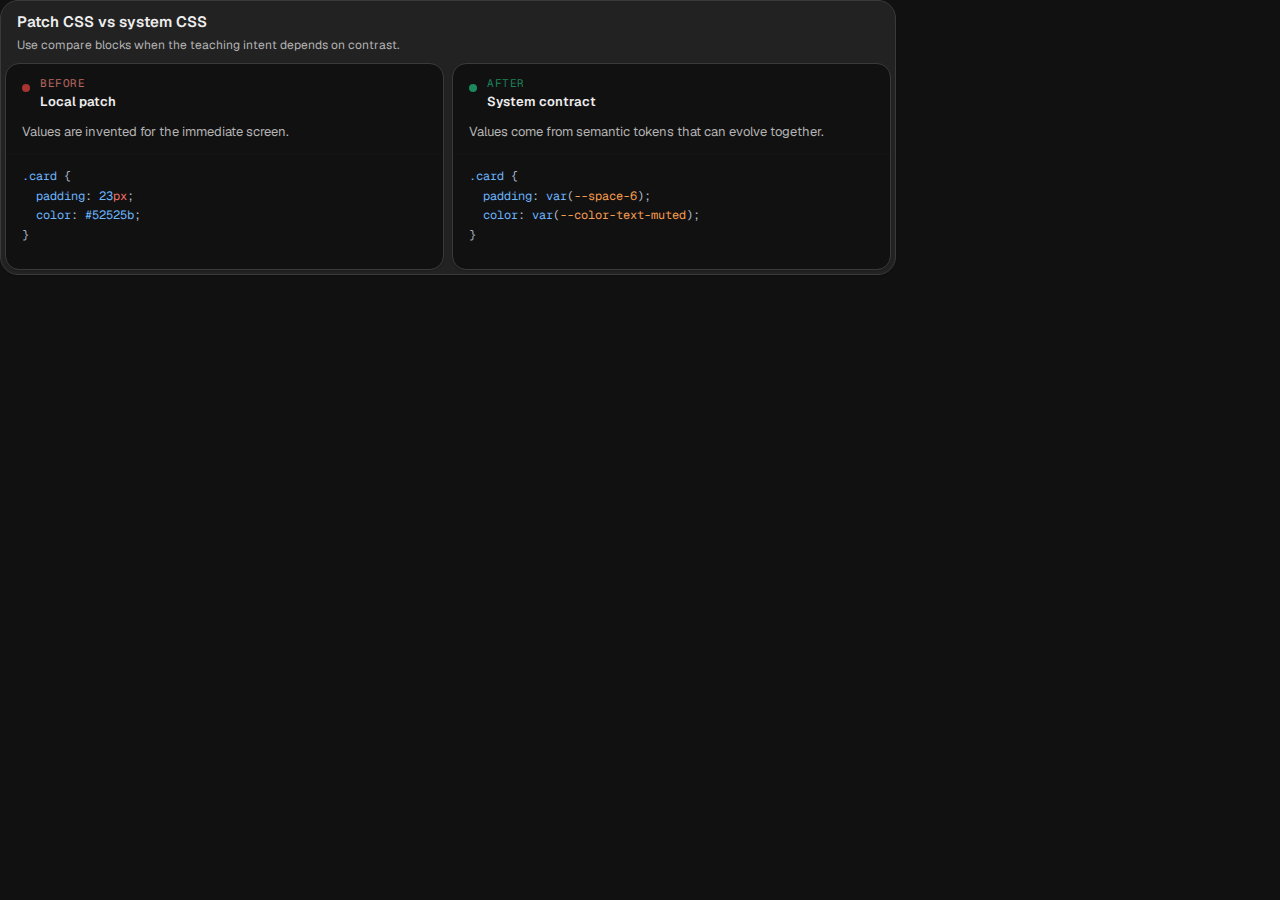 Patch CSS vs system CSS
Use compare blocks when the teaching intent depends on contrast.
BEFORE
Local patch
Values are invented for the immediate screen.
.card {
  padding: 23px;
  color: #52525b;
}
AFTER
System contract
Values come from semantic tokens that can evolve together.
.card {
  padding: var(--space-6);
  color: var(--color-text-muted);
}